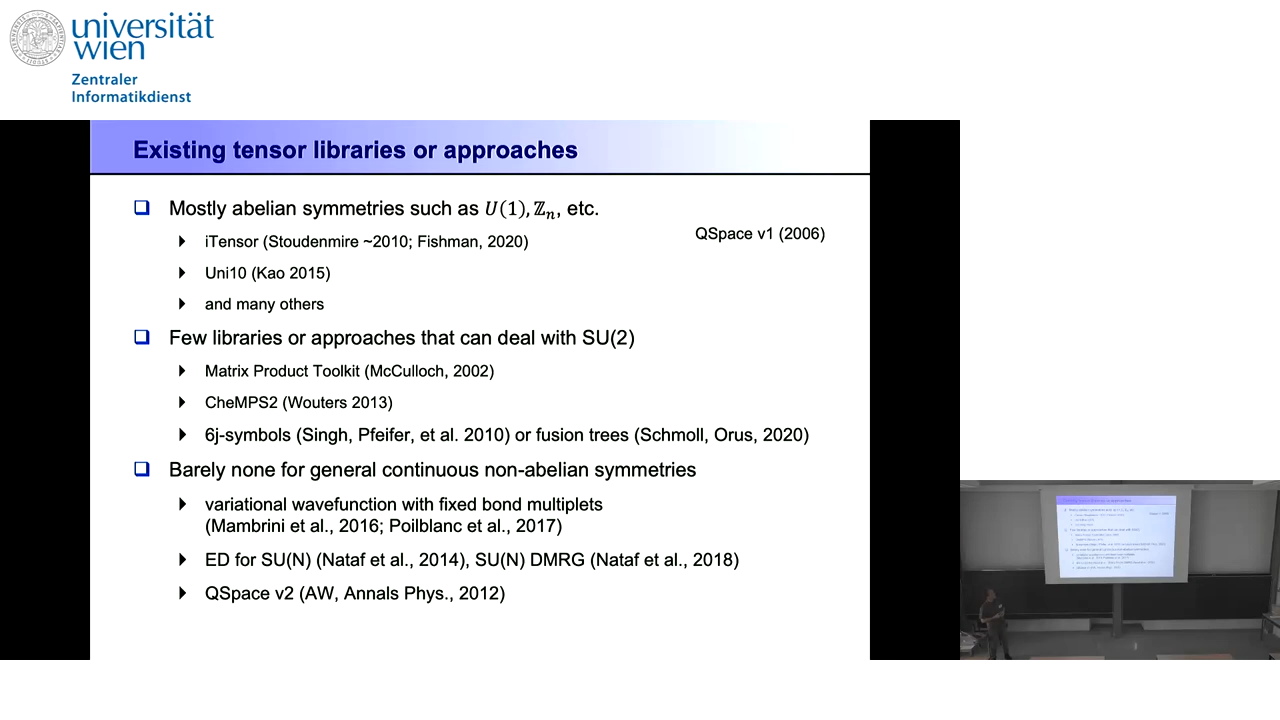 universität
wien
Zentraler
Informatikdienst
Existing tensor libraries or approaches
❑ Mostly abelian symmetries such as U(1), ℤₙ, etc.
QSpace v1 (2006)
iTensor (Stoudenmire ~2010; Fishman, 2020)
Uni10 (Kao 2015)
and many others
❑ Few libraries or approaches that can deal with SU(2)
Matrix Product Toolkit (McCulloch, 2002)
CheMPS2 (Wouters 2013)
6j-symbols (Singh, Pfeifer, et al. 2010) or fusion trees (Schmoll, Orus, 2020)
❑ Barely none for general continuous non-abelian symmetries
variational wavefunction with fixed bond multiplets
(Mambrini et al., 2016; Poilblanc et al., 2017)
ED for SU(N) (Nataf et al., 2014), SU(N) DMRG (Nataf et al., 2018)
QSpace v2 (AW, Annals Phys., 2012)